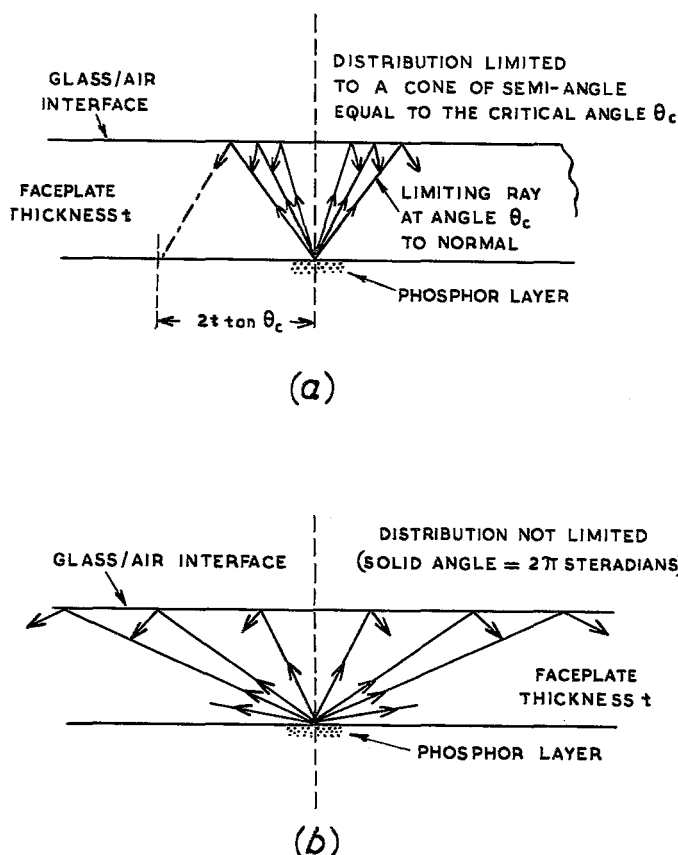 DISTRIBUTION LIMITED
TO A CONE OF SEMI-ANGLE
EQUAL TO THE CRITICAL ANGLE θc
GLASS/AIR
INTERFACE
FACEPLATE
THICKNESS t
LIMITING RAY
AT ANGLE θc
TO NORMAL
PHOSPHOR LAYER
2t tan θc
(a)
DISTRIBUTION NOT LIMITED
(SOLID ANGLE = 2π STERADIANS)
GLASS/AIR INTERFACE
FACEPLATE
THICKNESS t
PHOSPHOR LAYER
(b)